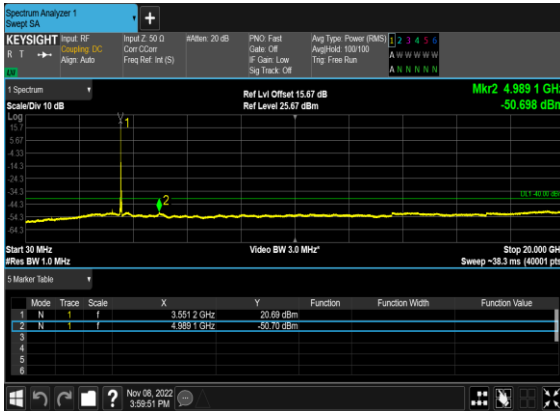 Spectrum Analyzer 1
Swept SA
+
KEYSIGHT Input: RF Input Z: 50 Ω #Atten: 20 dB PNO: Fast Avg Type: Power (RMS) 1 2 3 4 5 6
R T Coupling: DC Corr CCorr Gate: Off Avg|Hold: 100/100 A W W W W W
Align: Auto Freq Ref: Int (S) IF Gain: Low Trig: Free Run
Sig Track: Off A N N N N N
1 Spectrum
Scale/Div 10 dB
Ref Lvl Offset 15.67 dB
Ref Level 25.67 dBm
Mkr2 4.989 1 GHz
-50.698 dBm
Log
15.7
5.67
-4.33
-14.3
-24.3
-34.3
-44.3
-54.3
-64.3
1
2
DL1 -40.00 dBm
Start 30 MHz Video BW 3.0 MHz* Stop 20.000 GHz
#Res BW 1.0 MHz Sweep ~38.3 ms (40001 pts)
5 Marker Table
Mode Trace Scale X Y Function Function Width Function Value
1 N 1 f 3.551 2 GHz 20.69 dBm
2 N 1 f 4.989 1 GHz -50.70 dBm
3
4
5
6
? Nov 08, 2022
3:59:51 PM